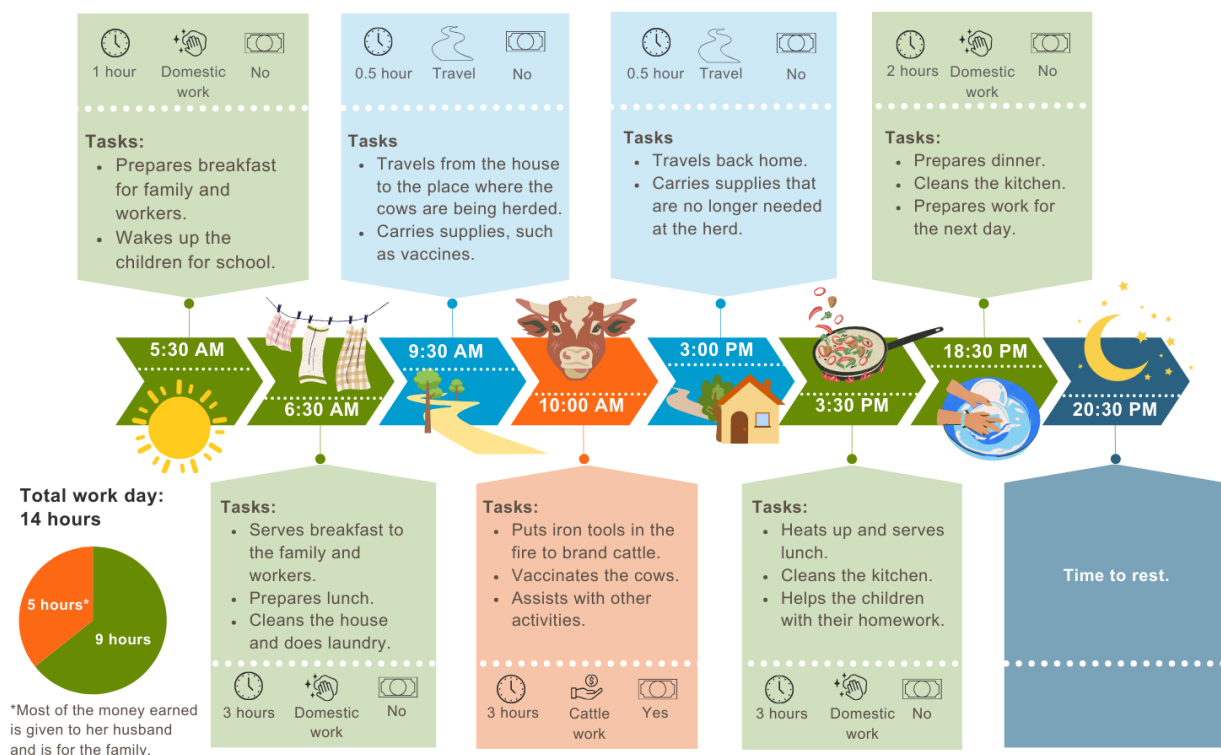 1 hour
Domestic
work
No
Tasks:
• Prepares breakfast
for family and
workers.
• Wakes up the
children for school.
0.5 hour
Travel
No
Tasks
• Travels from the house
to the place where the
cows are being herded.
• Carries supplies, such
as vaccines.
0.5 hour
Travel
No
Tasks
• Travels back home.
• Carries supplies that
are no longer needed
at the herd.
2 hours
Domestic
work
No
Tasks:
• Prepares dinner.
• Cleans the kitchen.
• Prepares work for
the next day.
5:30 AM
6:30 AM
9:30 AM
10:00 AM
3:00 PM
3:30 PM
18:30 PM
20:30 PM
Total work day:
14 hours
5 hours*
9 hours
*Most of the money earned
is given to her husband
and is for the family.
Tasks:
• Serves breakfast to
the family and
workers.
• Prepares lunch.
• Cleans the house
and does laundry.
3 hours
Domestic
work
No
Tasks:
• Puts iron tools in the
fire to brand cattle.
• Vaccinates the cows.
• Assists with other
activities.
3 hours
Cattle
work
Yes
Tasks:
• Heats up and serves
lunch.
• Cleans the kitchen.
• Helps the children
with their homework.
3 hours
Domestic
work
No
Time to rest.